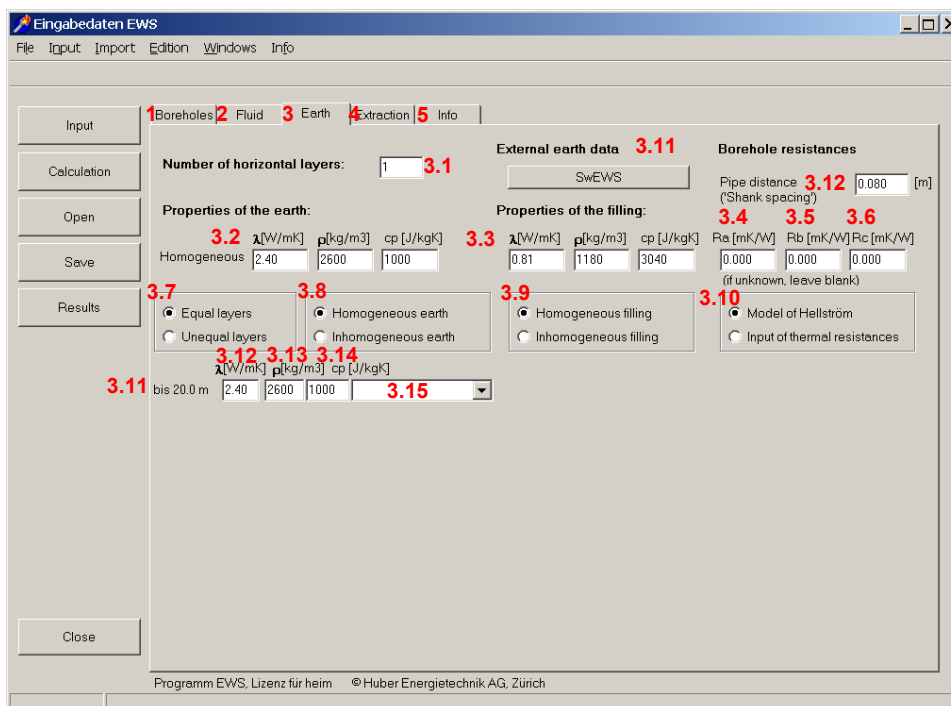 Eingabedaten EWS
File Input Import Edition Windows Info
1 Boreholes 2 Fluid 3 Earth 4 Extraction 5 Info
Input
Calculation
Open
Save
Results
Close
Number of horizontal layers: 1 3.1
External earth data 3.11
SwEWS
Borehole resistances
Pipe distance 3.12 0.080 [m]
('Shank spacing')
Properties of the earth:
3.2 λ[W/mK] ρ[kg/m3] cp [J/kgK]
Homogeneous 2.40 2600 1000
Properties of the filling:
3.3 λ[W/mK] ρ[kg/m3] cp [J/kgK]
0.81 1180 3040
3.4 3.5 3.6
Ra [mK/W] Rb [mK/W] Rc [mK/W]
0.000 0.000 0.000
(if unknown, leave blank)
3.7
Equal layers
Unequal layers
3.8
Homogeneous earth
Inhomogeneous earth
3.9
Homogeneous filling
Inhomogeneous filling
3.10
Model of Hellström
Input of thermal resistances
3.12 3.13 3.14
λ[W/mK] ρ[kg/m3] cp [J/kgK]
3.11 bis 20.0 m 2.40 2600 1000 3.15
Programm EWS, Lizenz für heim © Huber Energietechnik AG, Zürich